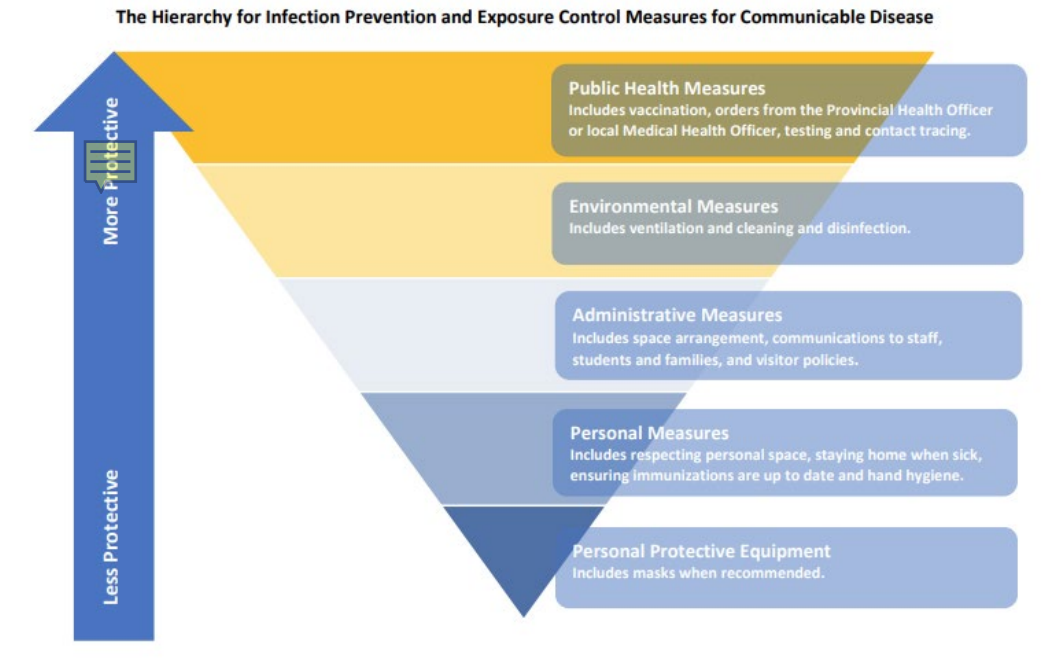 The Hierarchy for Infection Prevention and Exposure Control Measures for Communicable Disease
More Protective
Less Protective
Public Health Measures
Includes vaccination, orders from the Provincial Health Officer
or local Medical Health Officer, testing and contact tracing.
Environmental Measures
Includes ventilation and cleaning and disinfection.
Administrative Measures
Includes space arrangement, communications to staff,
students and families, and visitor policies.
Personal Measures
Includes respecting personal space, staying home when sick,
ensuring immunizations are up to date and hand hygiene.
Personal Protective Equipment
Includes masks when recommended.